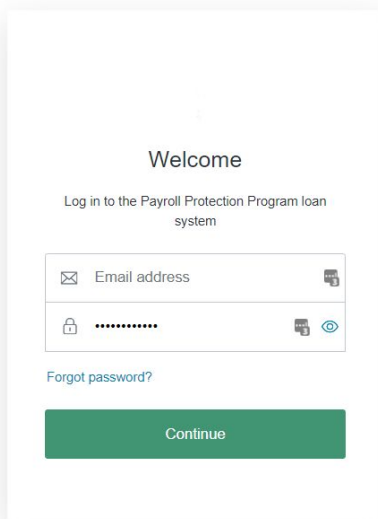 Welcome
Log in to the Payroll Protection Program loan
system
Email address
••••••••••••
Forgot password?
Continue